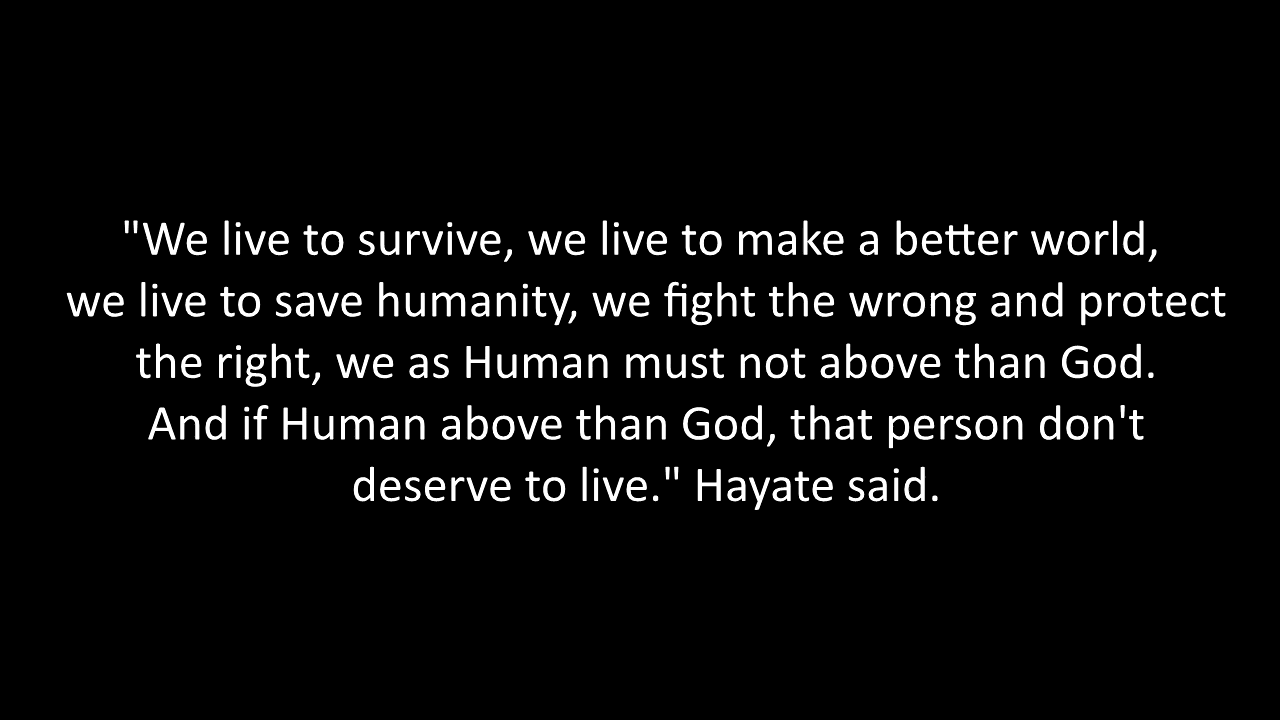 "We live to survive, we live to make a better world,
we live to save humanity, we fight the wrong and protect
the right, we as Human must not above than God.
And if Human above than God, that person don't
deserve to live." Hayate said.